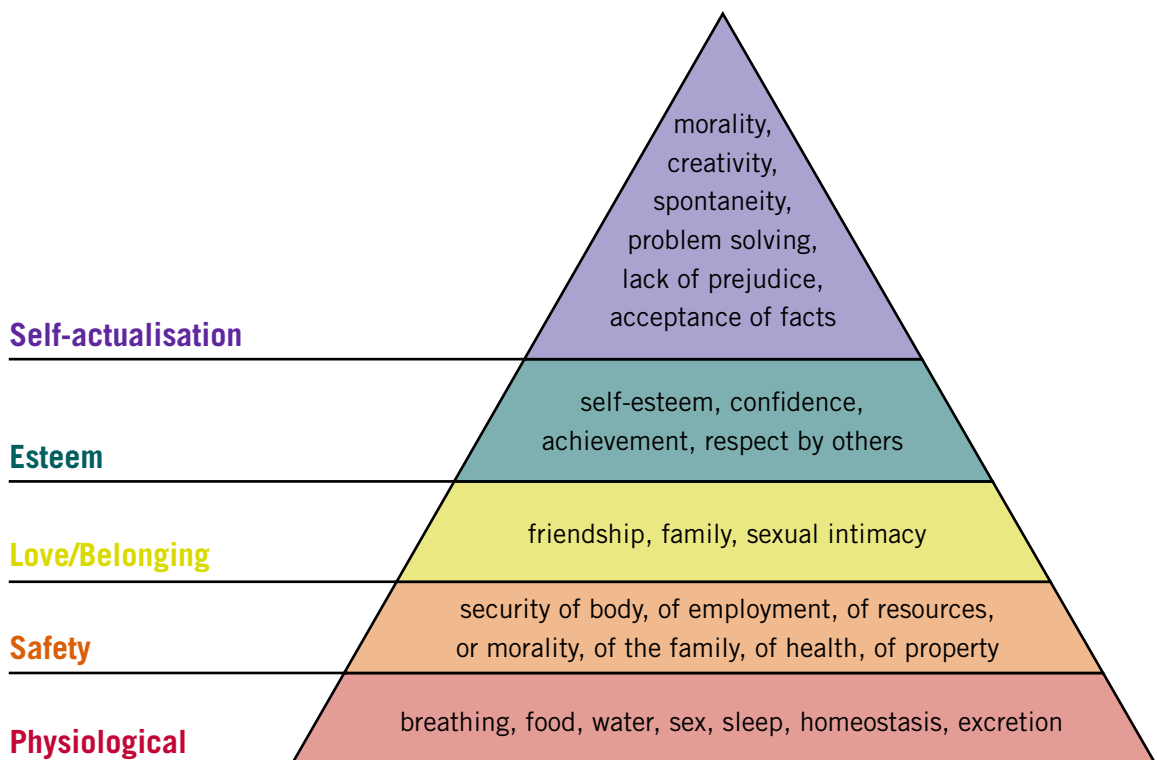 morality,
creativity,
spontaneity,
problem solving,
lack of prejudice,
acceptance of facts
Self-actualisation
self-esteem, confidence,
achievement, respect by others
Esteem
friendship, family, sexual intimacy
Love/Belonging
security of body, of employment, of resources,
or morality, of the family, of health, of property
Safety
breathing, food, water, sex, sleep, homeostasis, excretion
Physiological